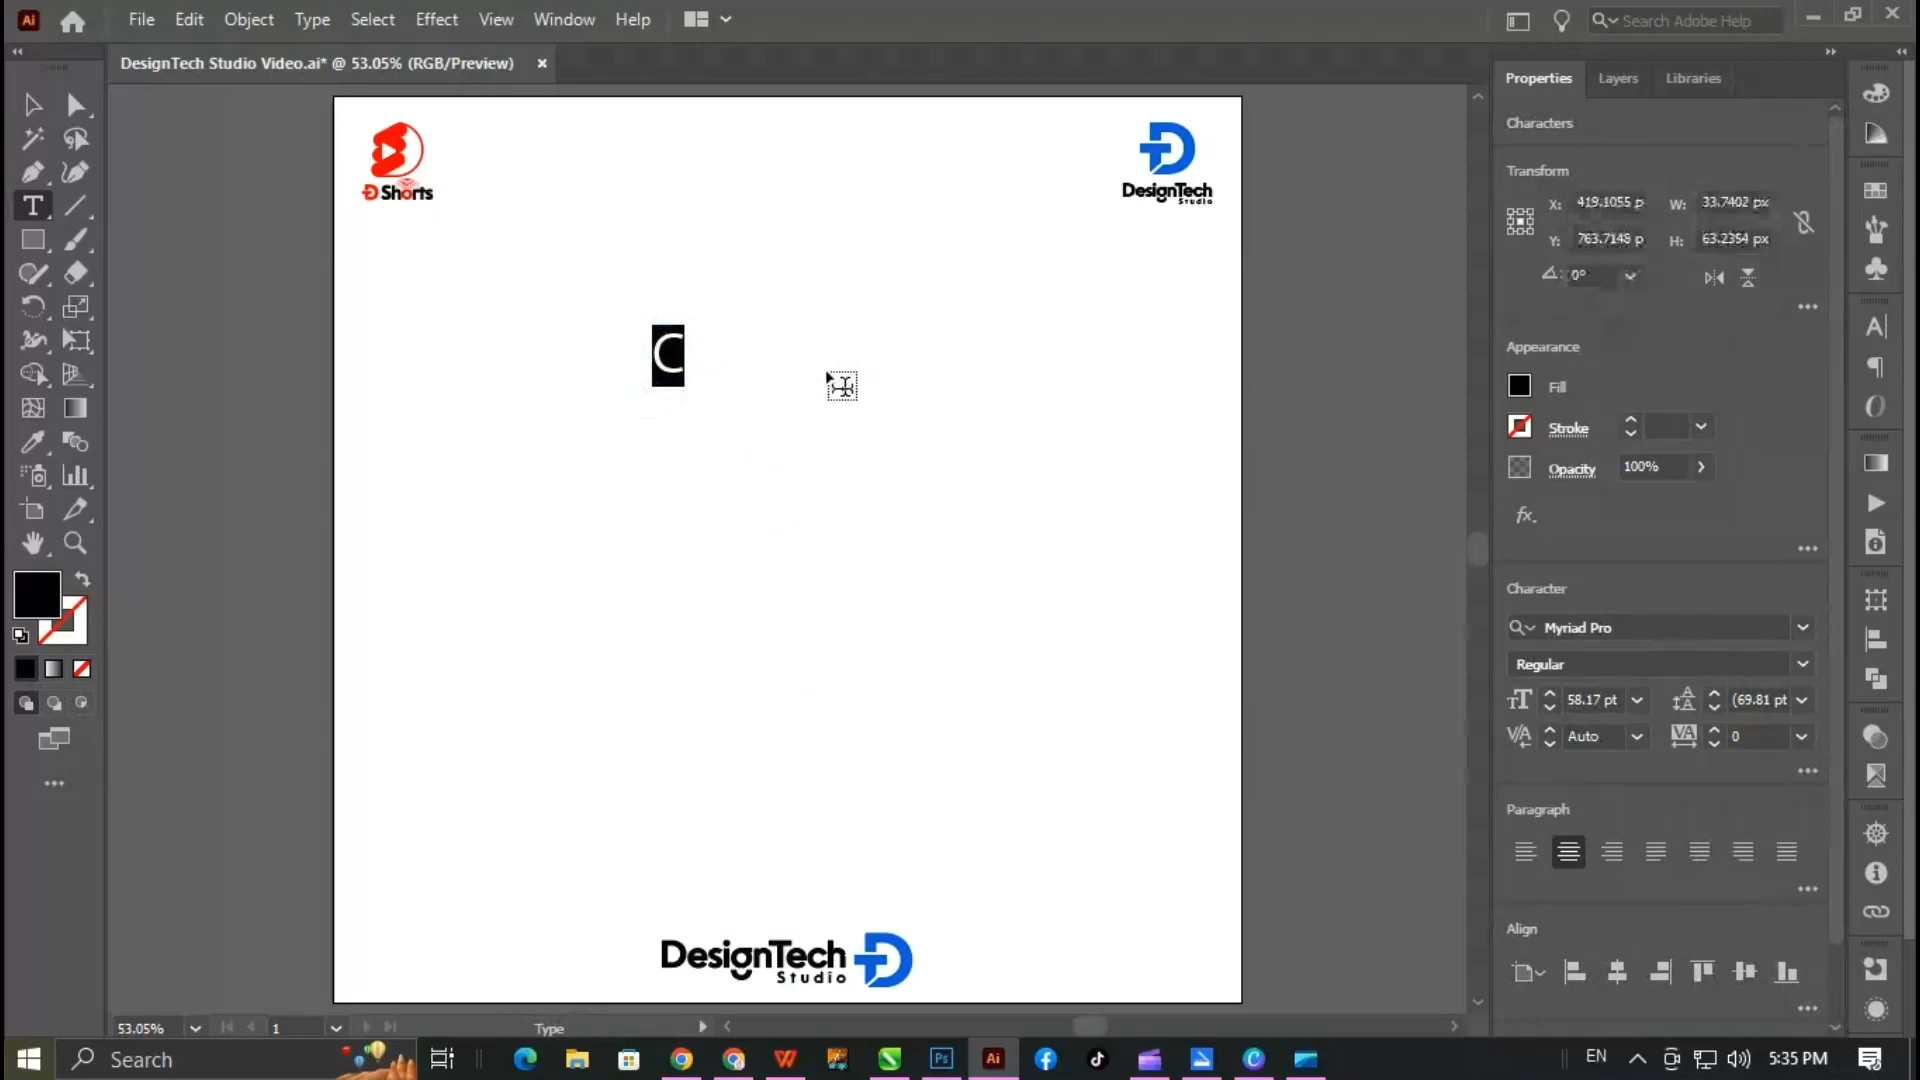 Ai File Edit Object Type Select Effect View Window Help Search Adobe Help
DesignTech Studio Video.ai* @ 53.05% (RGB/Preview) ×
Properties Layers Libraries
Characters
Transform
X: 419.1055 p W: 33.7402 px
Y: 763.7148 p H: 63.2354 px
0°
D Shorts
DesignTech
Studio
C
Appearance
Fill
Stroke
Opacity 100%
fx.
Character
Myriad Pro
Regular
58.17 pt (69.81 pt
Auto 0
Paragraph
Align
DesignTech
Studio
53.05% 1 Type
Search Ps Ai EN 5:35 PM